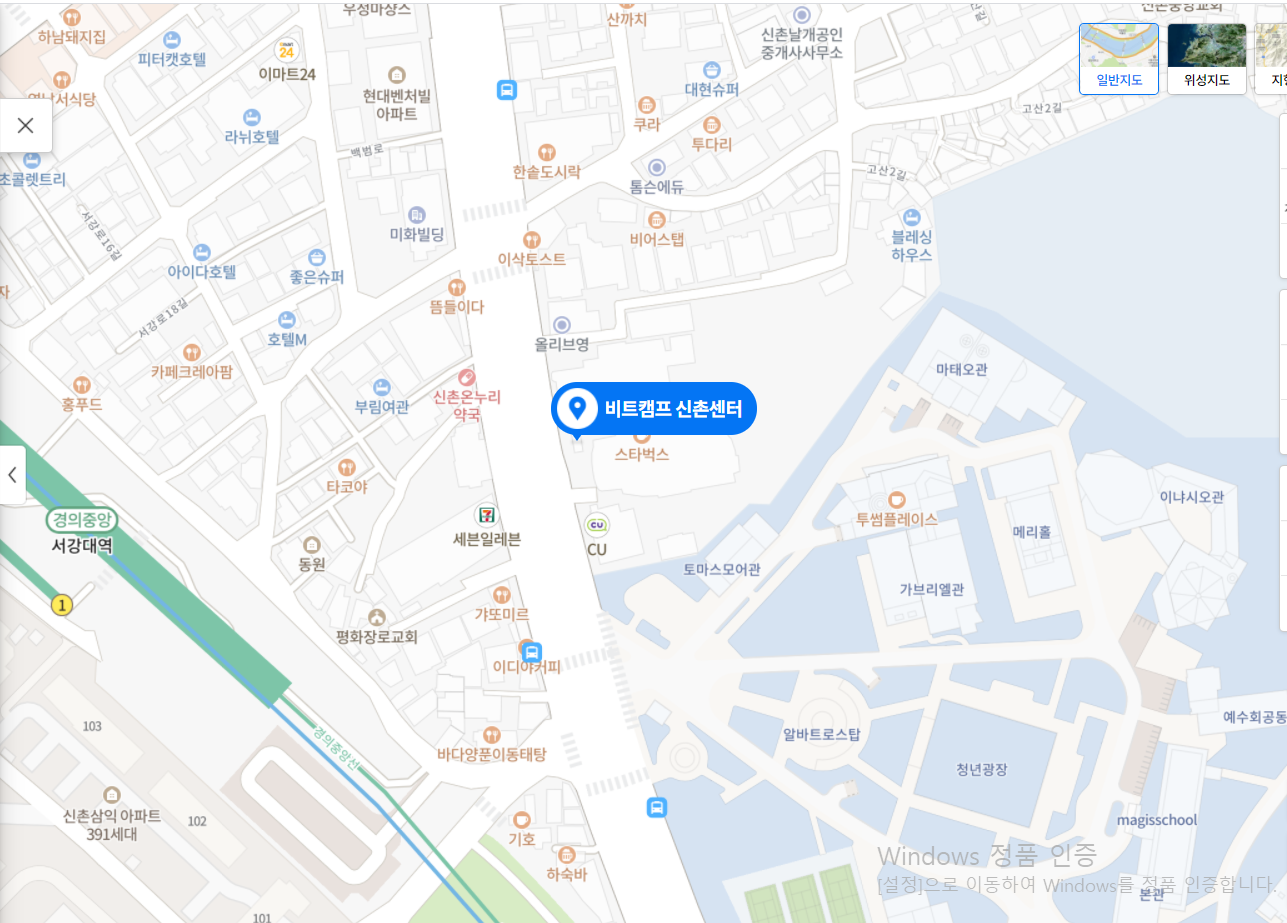 우정마샹스
산까치
신촌중앙교회
하남돼지집
피터캣호텔
24
이마트24
신촌날개공인
중개사사무소
일반지도
위성지도
현대벤처빌
아파트
대현슈퍼
쿠라
투다리
고산2길
라뉘호텔
백범로
한솥도시락
톰슨에듀
고산2길
초콜렛트리
서강로16길
미화빌딩
비어스탭
블레싱
하우스
아이다호텔
좋은슈퍼
이삭토스트
뜸들이다
서강로18길
호텔M
올리브영
카페크레아팜
마태오관
홍푸드
부림여관
신촌온누리
약국
비트캠프 신촌센터
스타벅스
타코야
이냐시오관
경의중앙
서강대역
세븐일레븐
CU
CU
투썸플레이스
메리홀
동원
토마스모어관
가브리엘관
1
갸또미르
평화장로교회
이디야커피
103
경의중앙선
바다양푼이동태탕
알바트로스탑
예수회공동
청년광장
신촌삼익 아파트
391세대
102
기호
magisschool
하숙바
Windows 정품 인증
[설정]으로 이동하여 Windows를 정품 인증합니다.
본관
101